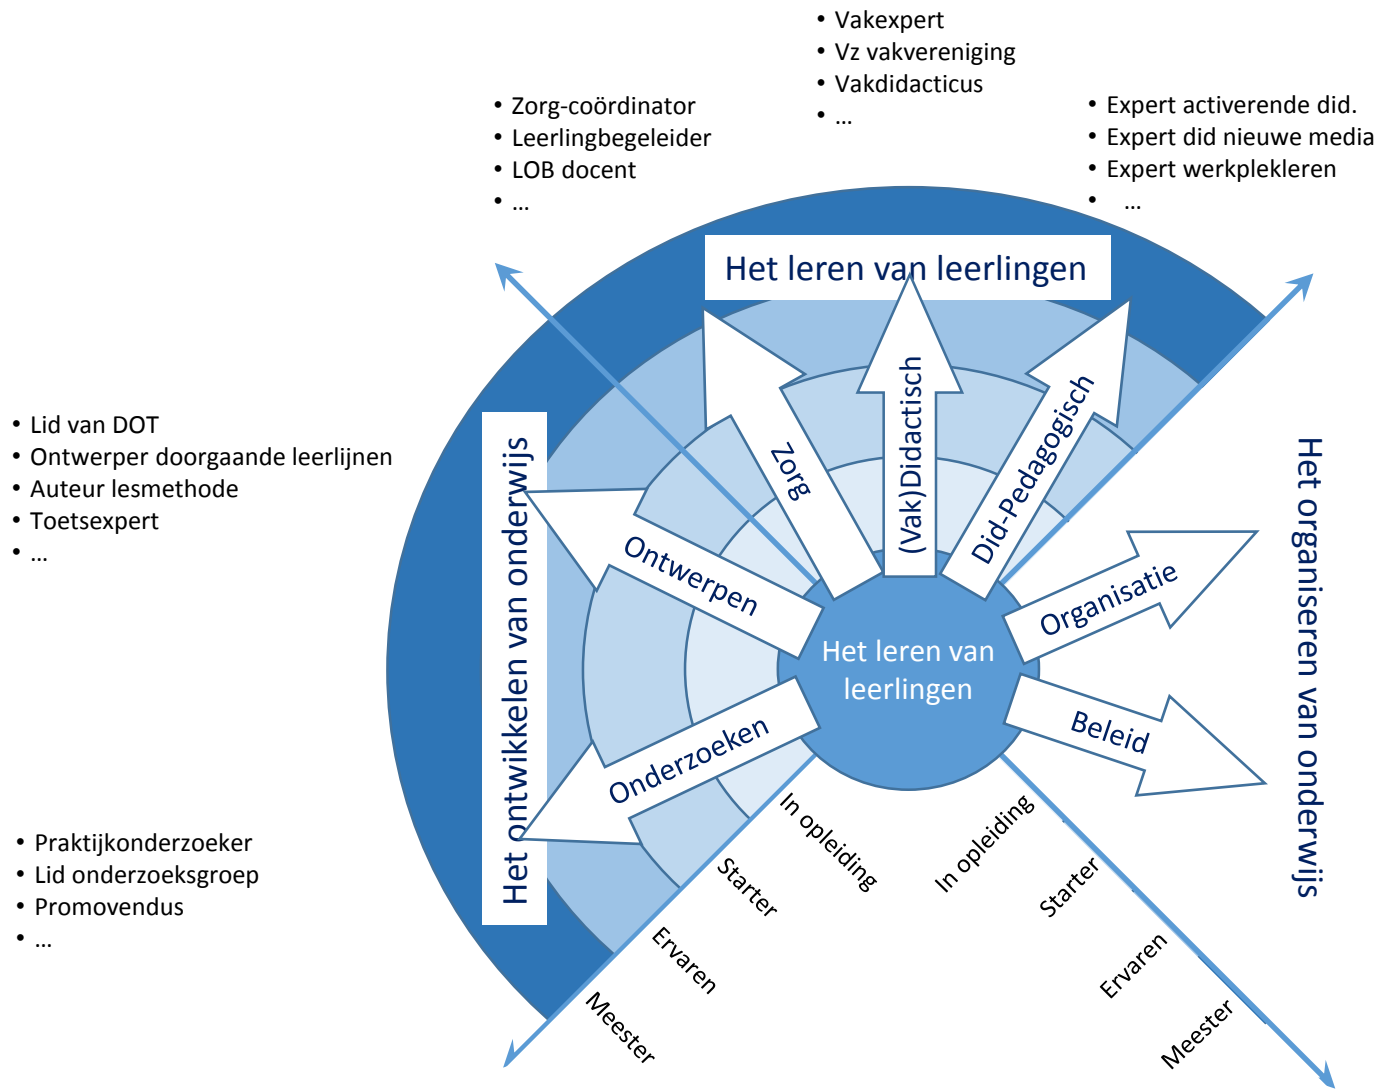 • Vakexpert
• Vz vakvereniging
• Vakdidacticus
• ...
• Zorg-coördinator
• Leerlingbegeleider
• LOB docent
• ...
• Expert activerende did.
• Expert did nieuwe media
• Expert werkplekleren
• ...
Het leren van leerlingen
• Lid van DOT
• Ontwerper doorgaande leerlijnen
• Auteur lesmethode
• Toetsexpert
• ...
Het ontwikkelen van onderwijs
Zorg
(Vak)Didactisch
Did-Pedagogisch
Ontwerpen
Organisatie
Het organiseren van onderwijs
Het leren van
leerlingen
Onderzoeken
Beleid
• Praktijkonderzoeker
• Lid onderzoeksgroep
• Promovendus
• ...
In opleiding
Starter
Ervaren
Meester
In opleiding
Starter
Ervaren
Meester